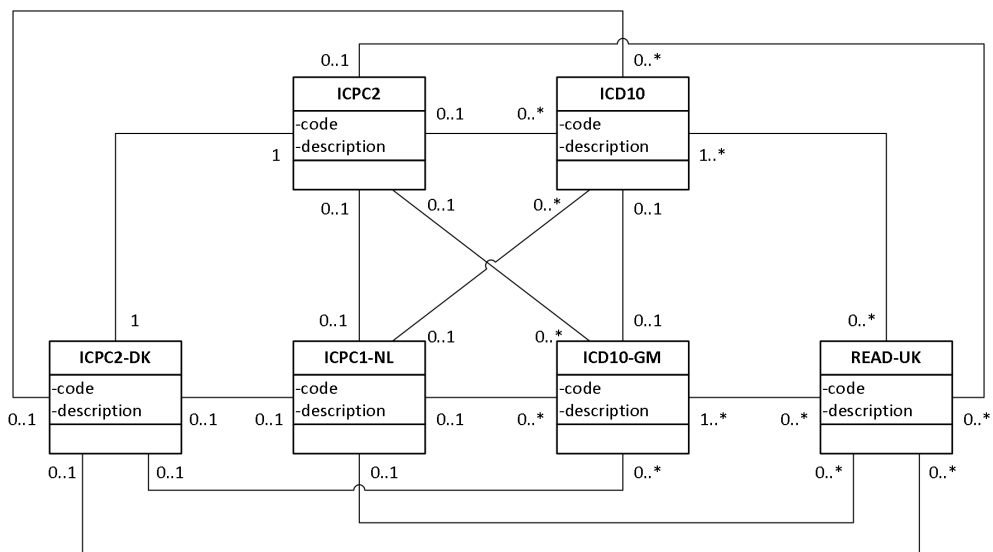 0..1 0..*
ICPC2 ICD10
-code -code
-description -description
0..1 0..*
1 1..*
0..1 0..1 0..* 0..1
1 0..1 0..1 0..* 0..1 0..*
ICPC2-DK ICPC1-NL ICD10-GM READ-UK
-code -code -code -code
-description -description -description -description
0..1 0..1 0..1 0..1 0..* 1..* 0..* 0..*
0..1 0..1 0..1 0..* 0..* 0..*